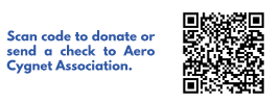 Scan code to donate or
send a check to Aero
Cygnet Association.